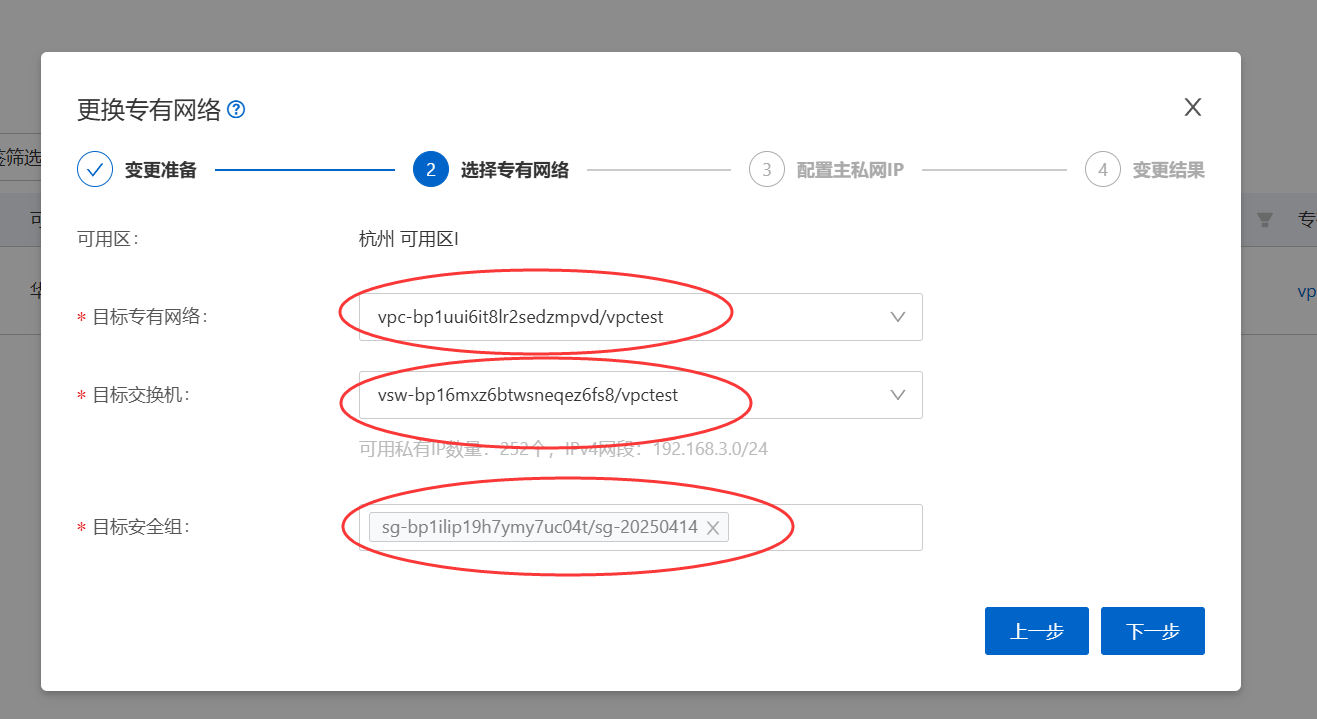 更换专有网络 ?
变更准备 2 选择专有网络 3 配置主私网IP 4 变更结果
签筛选
可
专
可用区： 杭州 可用区I
华
vp
* 目标专有网络： vpc-bp1uui6it8lr2sedzmpvd/vpctest
* 目标交换机： vsw-bp16mxz6btwsneqez6fs8/vpctest
可用私有IP数量：252个，IPv4网段：192.168.3.0/24
* 目标安全组： sg-bp1ilip19h7ymy7uc04t/sg-20250414
上一步 下一步